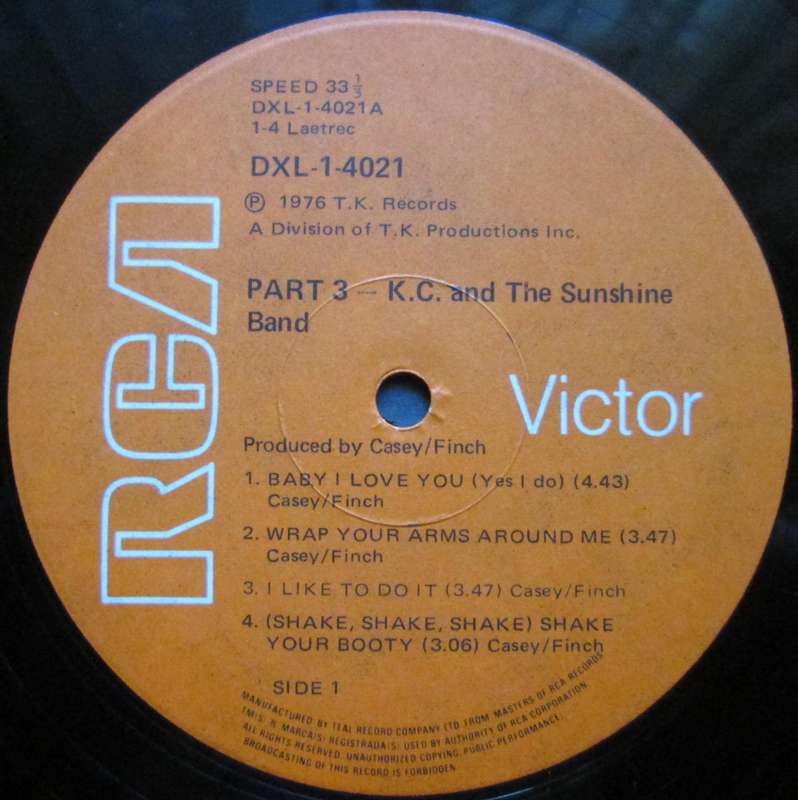 SPEED 33⅓
DXL-1-4021A
1-4 Laetrec
DXL-1-4021
Ⓟ 1976 T.K. Records
A Division of T.K. Productions Inc.
PART 3 — K.C. and The Sunshine
Band
RCA
Victor
Produced by Casey/Finch
1. BABY I LOVE YOU (Yes I do) (4.43)
Casey/Finch
2. WRAP YOUR ARMS AROUND ME (3.47)
Casey/Finch
3. I LIKE TO DO IT (3.47) Casey/Finch
4. (SHAKE, SHAKE, SHAKE) SHAKE
YOUR BOOTY (3.06) Casey/Finch
SIDE 1
MANUFACTURED BY TEAL RECORD COMPANY LTD FROM MASTERS OF RCA RECORDS
TM(S) ® MARCA(S) REGISTRADA(S) USED BY AUTHORITY OF RCA CORPORATION.
ALL RIGHTS RESERVED. UNAUTHORIZED COPYING, PUBLIC PERFORMANCE,
BROADCASTING OF THIS RECORD IS FORBIDDEN.